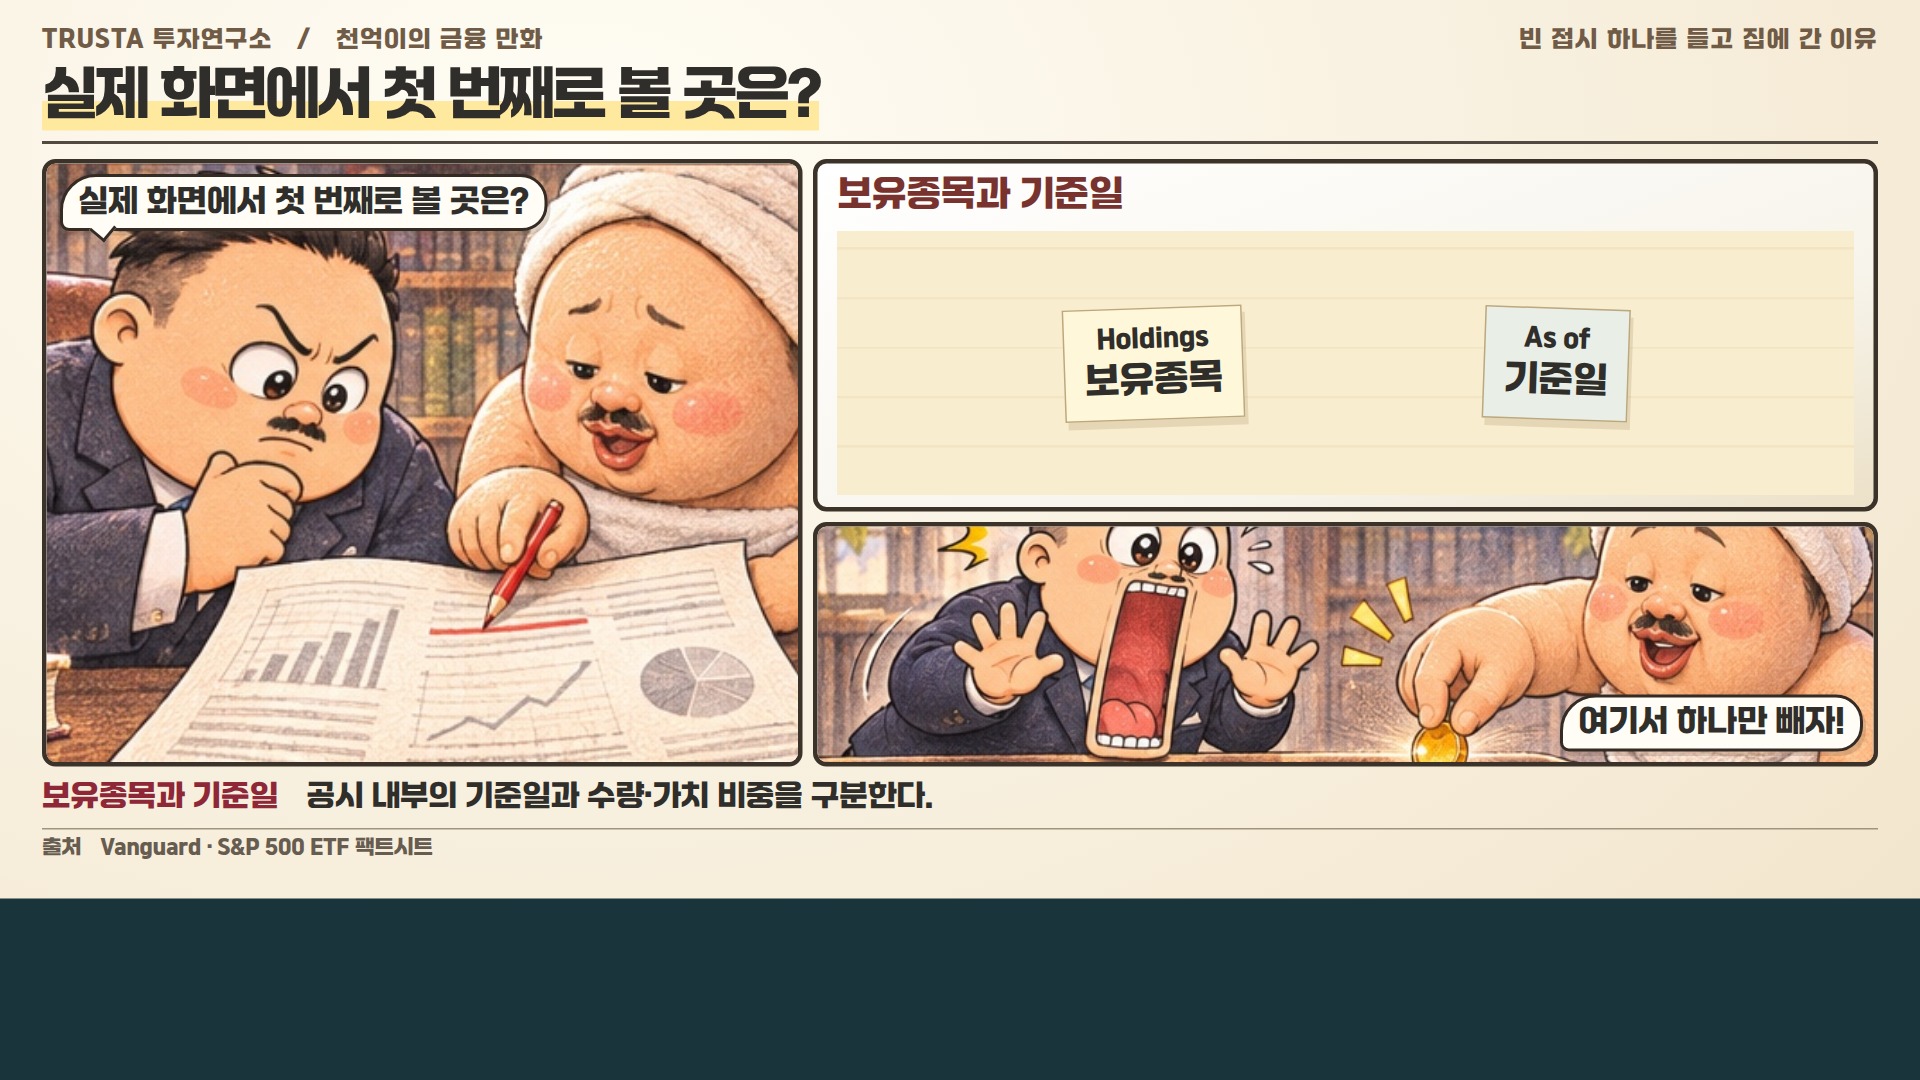 TRUSTA 투자연구소 / 천억이의 금융 만화
빈 접시 하나를 들고 집에 간 이유
실제 화면에서 첫 번째로 볼 곳은?
실제 화면에서 첫 번째로 볼 곳은?
보유종목과 기준일
Holdings
보유종목
As of
기준일
여기서 하나만 빼자!
보유종목과 기준일 공시 내부의 기준일과 수량·가치 비중을 구분한다.
출처 Vanguard · S&P 500 ETF 팩트시트